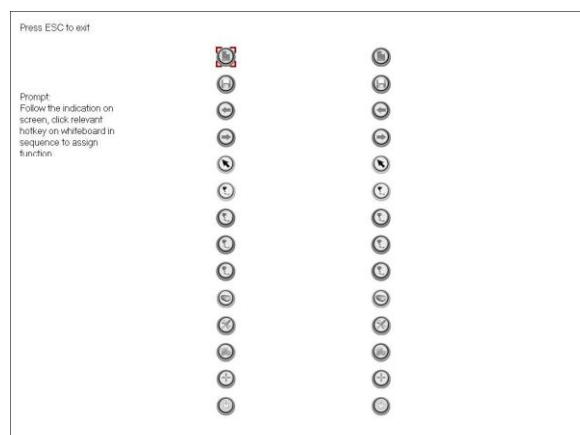 Press ESC to exit
Prompt:
Follow the indication on
screen, click relevant
hotkey on whiteboard in
sequence to assign
function